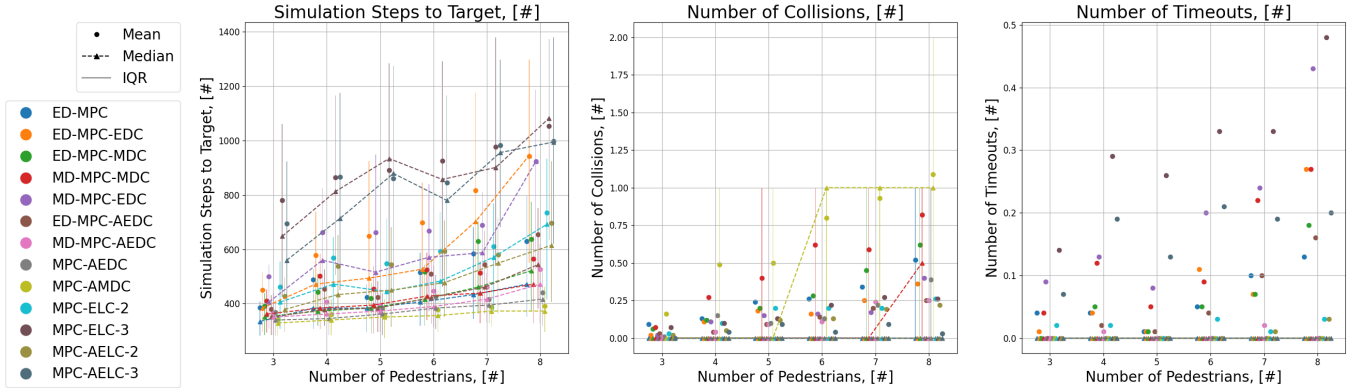 Mean
Median
IQR
ED-MPC
ED-MPC-EDC
ED-MPC-MDC
MD-MPC-MDC
MD-MPC-EDC
ED-MPC-AEDC
MD-MPC-AEDC
MPC-AEDC
MPC-AMDC
MPC-ELC-2
MPC-ELC-3
MPC-AELC-2
MPC-AELC-3
Simulation Steps to Target, [#]
Simulation Steps to Target, [#]
1400
1200
1000
800
600
400
3 4 5 6 7 8
Number of Pedestrians, [#]
Number of Collisions, [#]
Number of Collisions, [#]
2.00
1.75
1.50
1.25
1.00
0.75
0.50
0.25
0.00
3 4 5 6 7 8
Number of Pedestrians, [#]
Number of Timeouts, [#]
Number of Timeouts, [#]
0.5
0.4
0.3
0.2
0.1
0.0
3 4 5 6 7 8
Number of Pedestrians, [#]